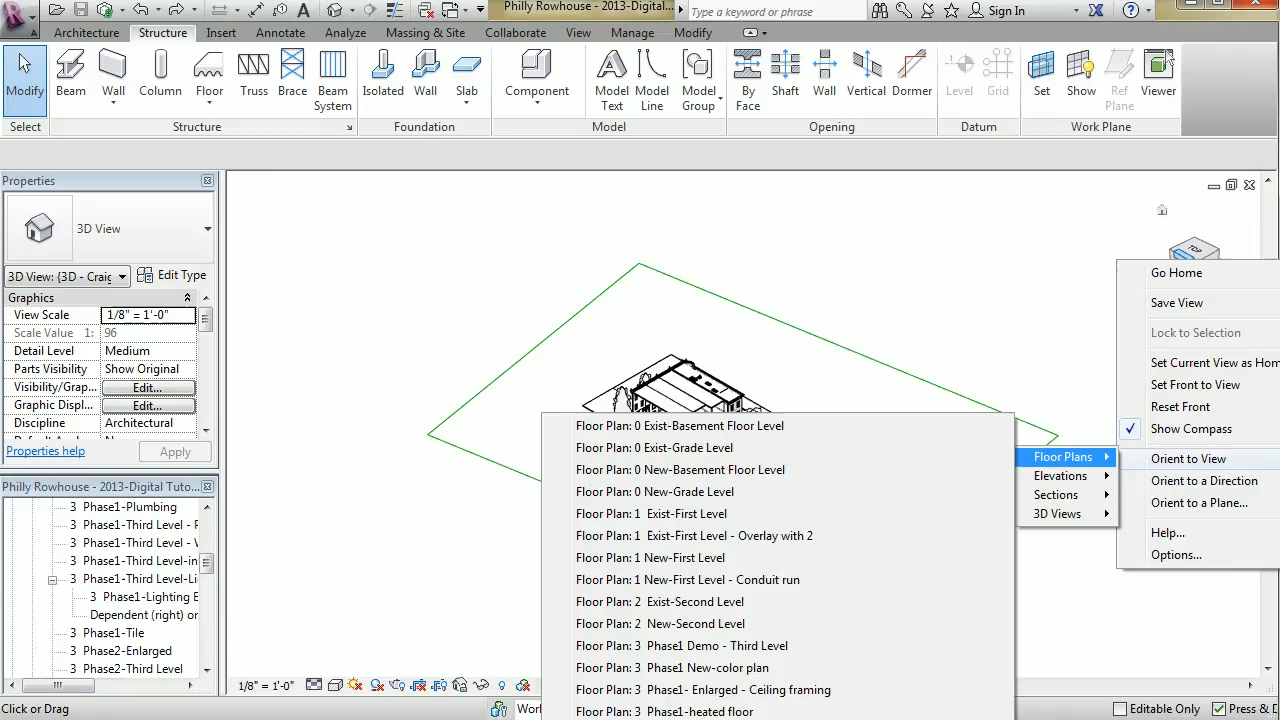 Philly Rowhouse - 2013-Digital
Type a keyword or phrase
Sign In
Architecture
Structure
Insert
Annotate
Analyze
Massing & Site
Collaborate
View
Manage
Modify
Modify
Beam
Wall
Column
Floor
Truss
Brace
Beam
System
Isolated
Wall
Slab
Component
Model
Text
Model
Line
Model
Group
By
Face
Shaft
Wall
Vertical
Dormer
Level
Grid
Set
Show
Ref
Plane
Viewer
Select
Structure
Foundation
Model
Opening
Datum
Work Plane
Properties
3D View
3D View: {3D - Craig
Edit Type
Graphics
View Scale
1/8" = 1'-0"
Scale Value 1:
96
Detail Level
Medium
Parts Visibility
Show Original
Visibility/Grap...
Edit...
Graphic Displ...
Edit...
Discipline
Architectural
Properties help
Apply
Philly Rowhouse - 2013-Digital Tuto...
3 Phase1-Plumbing
3 Phase1-Third Level - P
3 Phase1-Third Level - V
3 Phase1-Third Level-in
3 Phase1-Third Level-Li
3 Phase1-Lighting E
Dependent (right) or
3 Phase1-Tile
3 Phase2-Enlarged
3 Phase2-Third Level
TOP
Go Home
Save View
Lock to Selection
Set Current View as Hom
Set Front to View
Reset Front
Show Compass
Orient to View
Orient to a Direction
Orient to a Plane...
Help...
Options...
Floor Plans
Elevations
Sections
3D Views
Floor Plan: 0 Exist-Basement Floor Level
Floor Plan: 0 Exist-Grade Level
Floor Plan: 0 New-Basement Floor Level
Floor Plan: 0 New-Grade Level
Floor Plan: 1 Exist-First Level
Floor Plan: 1 Exist-First Level - Overlay with 2
Floor Plan: 1 New-First Level
Floor Plan: 1 New-First Level - Conduit run
Floor Plan: 2 Exist-Second Level
Floor Plan: 2 New-Second Level
Floor Plan: 3 Phase1 Demo - Third Level
Floor Plan: 3 Phase1 New-color plan
Floor Plan: 3 Phase1- Enlarged - Ceiling framing
Floor Plan: 3 Phase1-heated floor
1/8" = 1'-0"
Click or Drag
Work
Editable Only
Press &